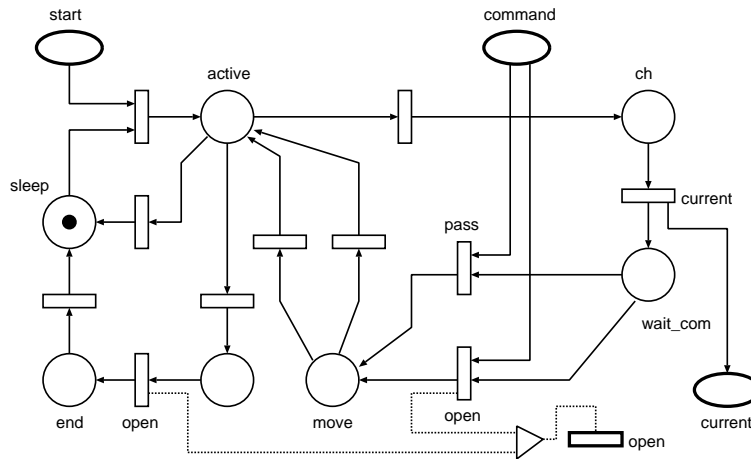 start
command
active
ch
sleep
current
pass
wait_com
end
open
move
open
open
current